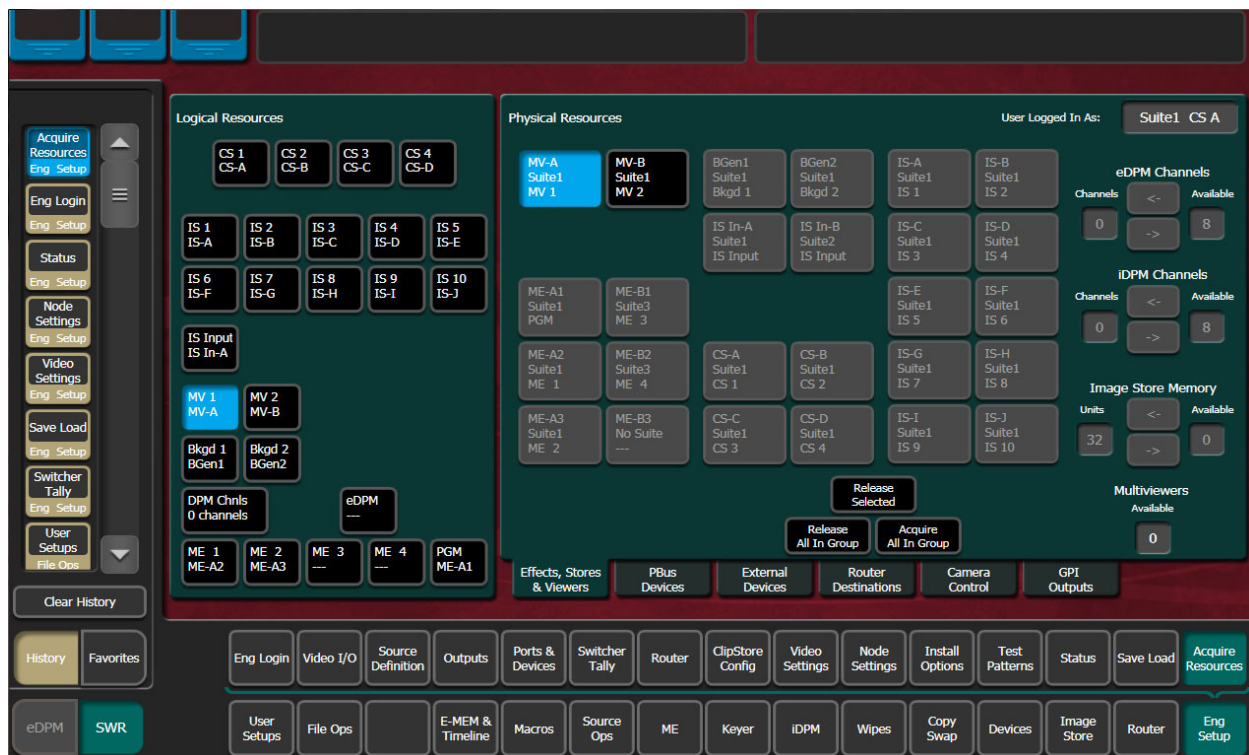 Logical Resources
CS 1
CS-A
CS 2
CS-B
CS 3
CS-C
CS 4
CS-D
IS 1
IS-A
IS 2
IS-B
IS 3
IS-C
IS 4
IS-D
IS 5
IS-E
IS 6
IS-F
IS 7
IS-G
IS 8
IS-H
IS 9
IS-I
IS 10
IS-J
IS Input
IS In-A
MV 1
MV-A
MV 2
MV-B
Bkgd 1
BGen1
Bkgd 2
BGen2
DPM Chnls
0 channels
eDPM
---
ME 1
ME-A2
ME 2
ME-A3
ME 3
---
ME 4
---
PGM
ME-A1
Physical Resources
User Logged In As:
Suite1 CS A
MV-A
Suite1
MV 1
MV-B
Suite1
MV 2
BGen1
Suite1
Bkgd 1
BGen2
Suite1
Bkgd 2
IS-A
Suite1
IS 1
IS-B
Suite1
IS 2
IS In-A
Suite1
IS Input
IS In-B
Suite2
IS Input
IS-C
Suite1
IS 3
IS-D
Suite1
IS 4
ME-A1
Suite1
PGM
ME-B1
Suite3
ME 3
IS-E
Suite1
IS 5
IS-F
Suite1
IS 6
ME-A2
Suite1
ME 1
ME-B2
Suite3
ME 4
CS-A
Suite1
CS 1
CS-B
Suite1
CS 2
IS-G
Suite1
IS 7
IS-H
Suite1
IS 8
ME-A3
Suite1
ME 2
ME-B3
No Suite
---
CS-C
Suite1
CS 3
CS-D
Suite1
CS 4
IS-I
Suite1
IS 9
IS-J
Suite1
IS 10
Release
Selected
Release
All In Group
Acquire
All In Group
eDPM Channels
Channels
Available
0
<-
->
8
iDPM Channels
Channels
Available
0
<-
->
8
Image Store Memory
Units
Available
32
<-
->
0
Multiviewers
Available
0
Effects, Stores
& Viewers
PBus
Devices
External
Devices
Router
Destinations
Camera
Control
GPI
Outputs
Acquire
Resources
Eng Setup
Eng Login
Eng Setup
Status
Eng Setup
Node
Settings
Eng Setup
Video
Settings
Eng Setup
Save Load
Eng Setup
Switcher
Tally
Eng Setup
User
Setups
File Ops
Clear History
History
Favorites
Eng Login
Video I/O
Source
Definition
Outputs
Ports &
Devices
Switcher
Tally
Router
ClipStore
Config
Video
Settings
Node
Settings
Install
Options
Test
Patterns
Status
Save Load
Acquire
Resources
eDPM
SWR
User
Setups
File Ops
E-MEM &
Timeline
Macros
Source
Ops
ME
Keyer
iDPM
Wipes
Copy
Swap
Devices
Image
Store
Router
Eng
Setup